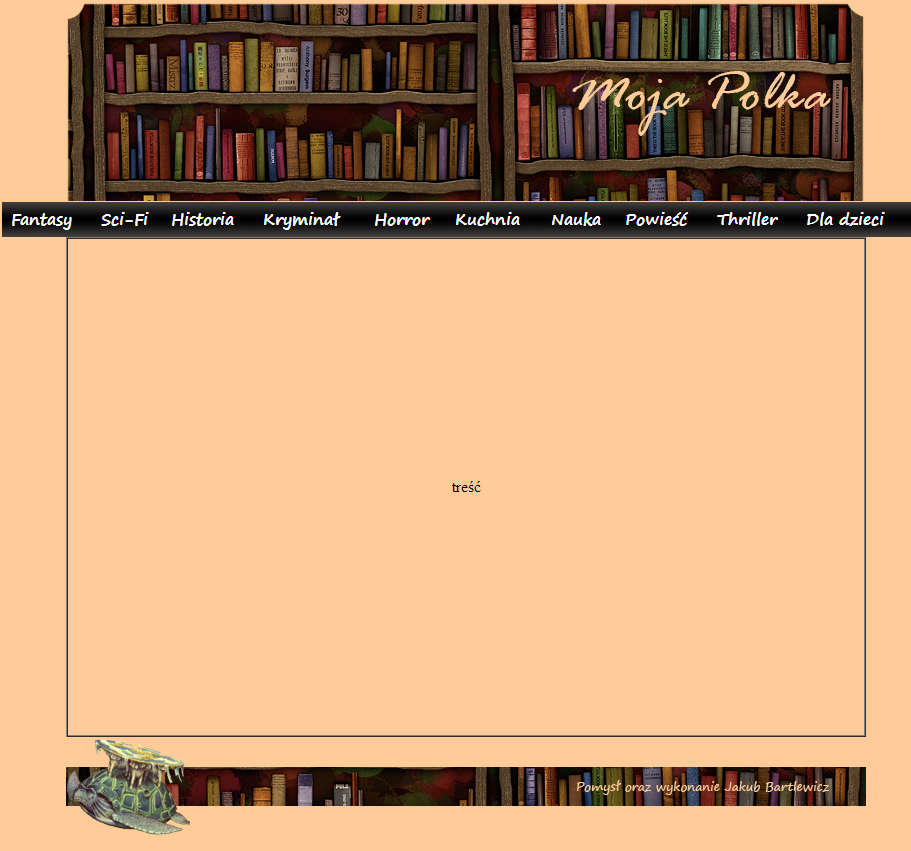 Moja Polka
Fantasy Sci-Fi Historia Kryminał Horror Kuchnia Nauka Powieść Thriller Dla dzieci
treść
Pomysł oraz wykonanie Jakub Bartlewicz